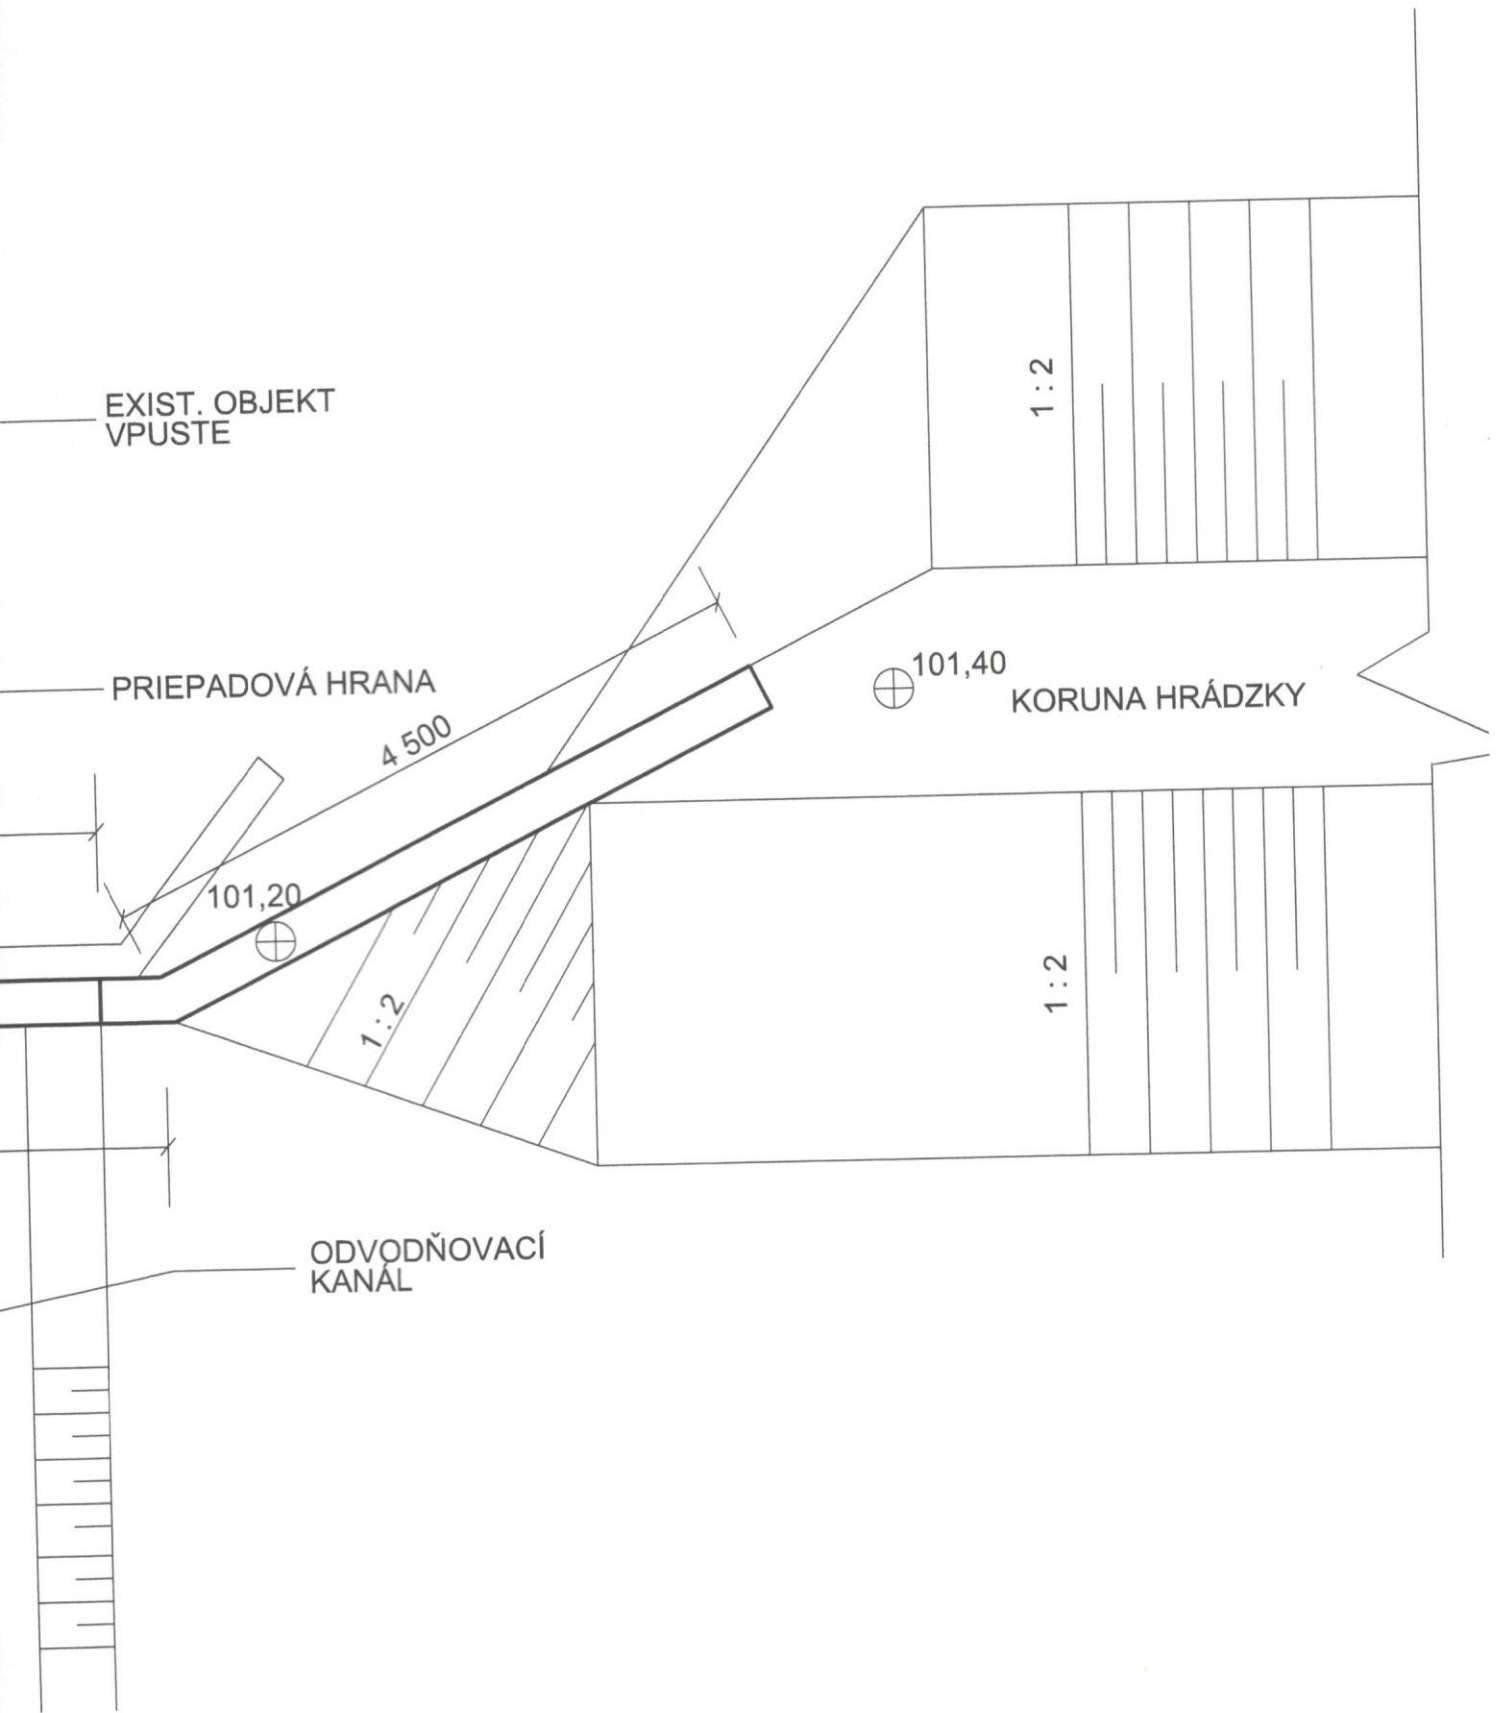 1 : 2
EXIST. OBJEKT
VPUSTE
101,40
PRIEPADOVÁ HRANA
KORUNA HRÁDZKY
4 500
101,20
1 : 2
1 : 2
ODVODŇOVACÍ
KANÁL